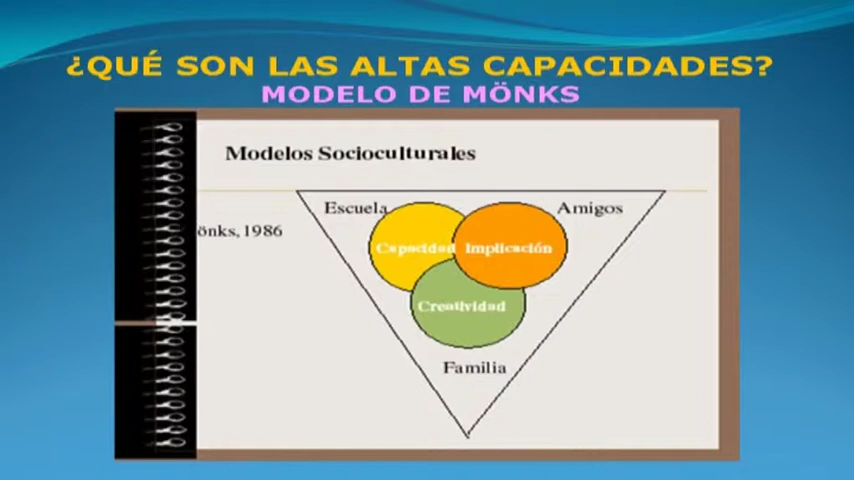 ¿QUÉ SON LAS ALTAS CAPACIDADES?
MODELO DE MÖNKS
Modelos Socioculturales
Escuela
Amigos
önks, 1986
Capacidad
Implicación
Creatividad
Familia